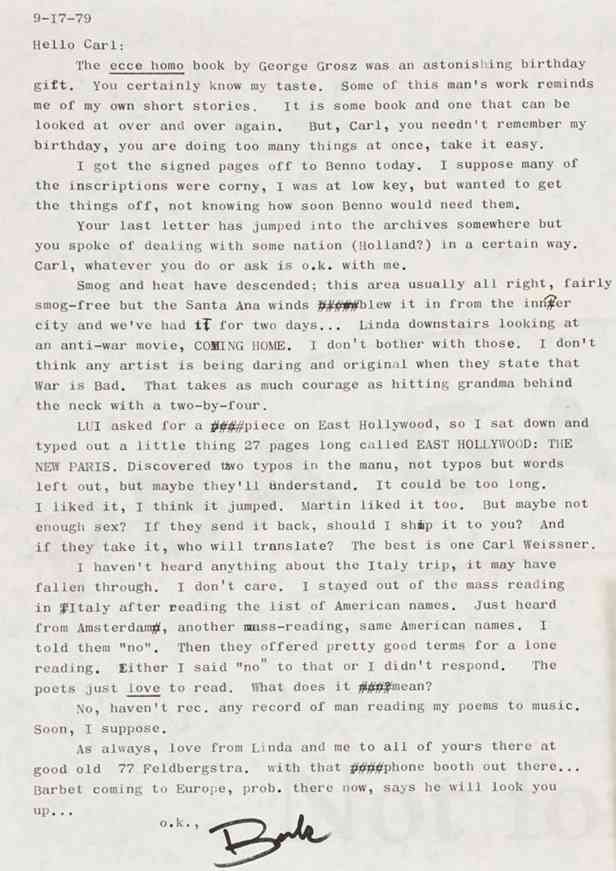 9-17-79
Hello Carl:
The ecce homo book by George Grosz was an astonishing birthday
gift. You certainly know my taste. Some of this man's work reminds
me of my own short stories. It is some book and one that can be
looked at over and over again. But, Carl, you needn't remember my
birthday, you are doing too many things at once, take it easy.
I got the signed pages off to Benno today. I suppose many of
the inscriptions were corny, I was at low key, but wanted to get
the things off, not knowing how soon Benno would need them.
Your last letter has jumped into the archives somewhere but
you spoke of dealing with some nation (Holland?) in a certain way.
Carl, whatever you do or ask is o.k. with me.
Smog and heat have descended; this area usually all right, fairly
smog-free but the Santa Ana winds #####blew it in from the inner
city and we've had it for two days... Linda downstairs looking at
an anti-war movie, COMING HOME. I don't bother with those. I don't
think any artist is being daring and original when they state that
War is Bad. That takes as much courage as hitting grandma behind
the neck with a two-by-four.
LUI asked for a ####piece on East Hollywood, so I sat down and
typed out a little thing 27 pages long called EAST HOLLYWOOD: THE
NEW PARIS. Discovered two typos in the manu, not typos but words
left out, but maybe they'll understand. It could be too long.
I liked it, I think it jumped. Martin liked it too. But maybe not
enough sex? If they send it back, should I ship it to you? And
if they take it, who will translate? The best is one Carl Weissner.
I haven't heard anything about the Italy trip, it may have
fallen through. I don't care. I stayed out of the mass reading
in #Italy after reading the list of American names. Just heard
from Amsterdam#, another mass-reading, same American names. I
told them "no". Then they offered pretty good terms for a lone
reading. Either I said "no" to that or I didn't respond. The
poets just love to read. What does it ####mean?
No, haven't rec. any record of man reading my poems to music.
Soon, I suppose.
As always, love from Linda and me to all of yours there at
good old 77 Feldbergstra. with that ####phone booth out there...
Barbet coming to Europe, prob. there now, says he will look you
up...
o.k., Buk